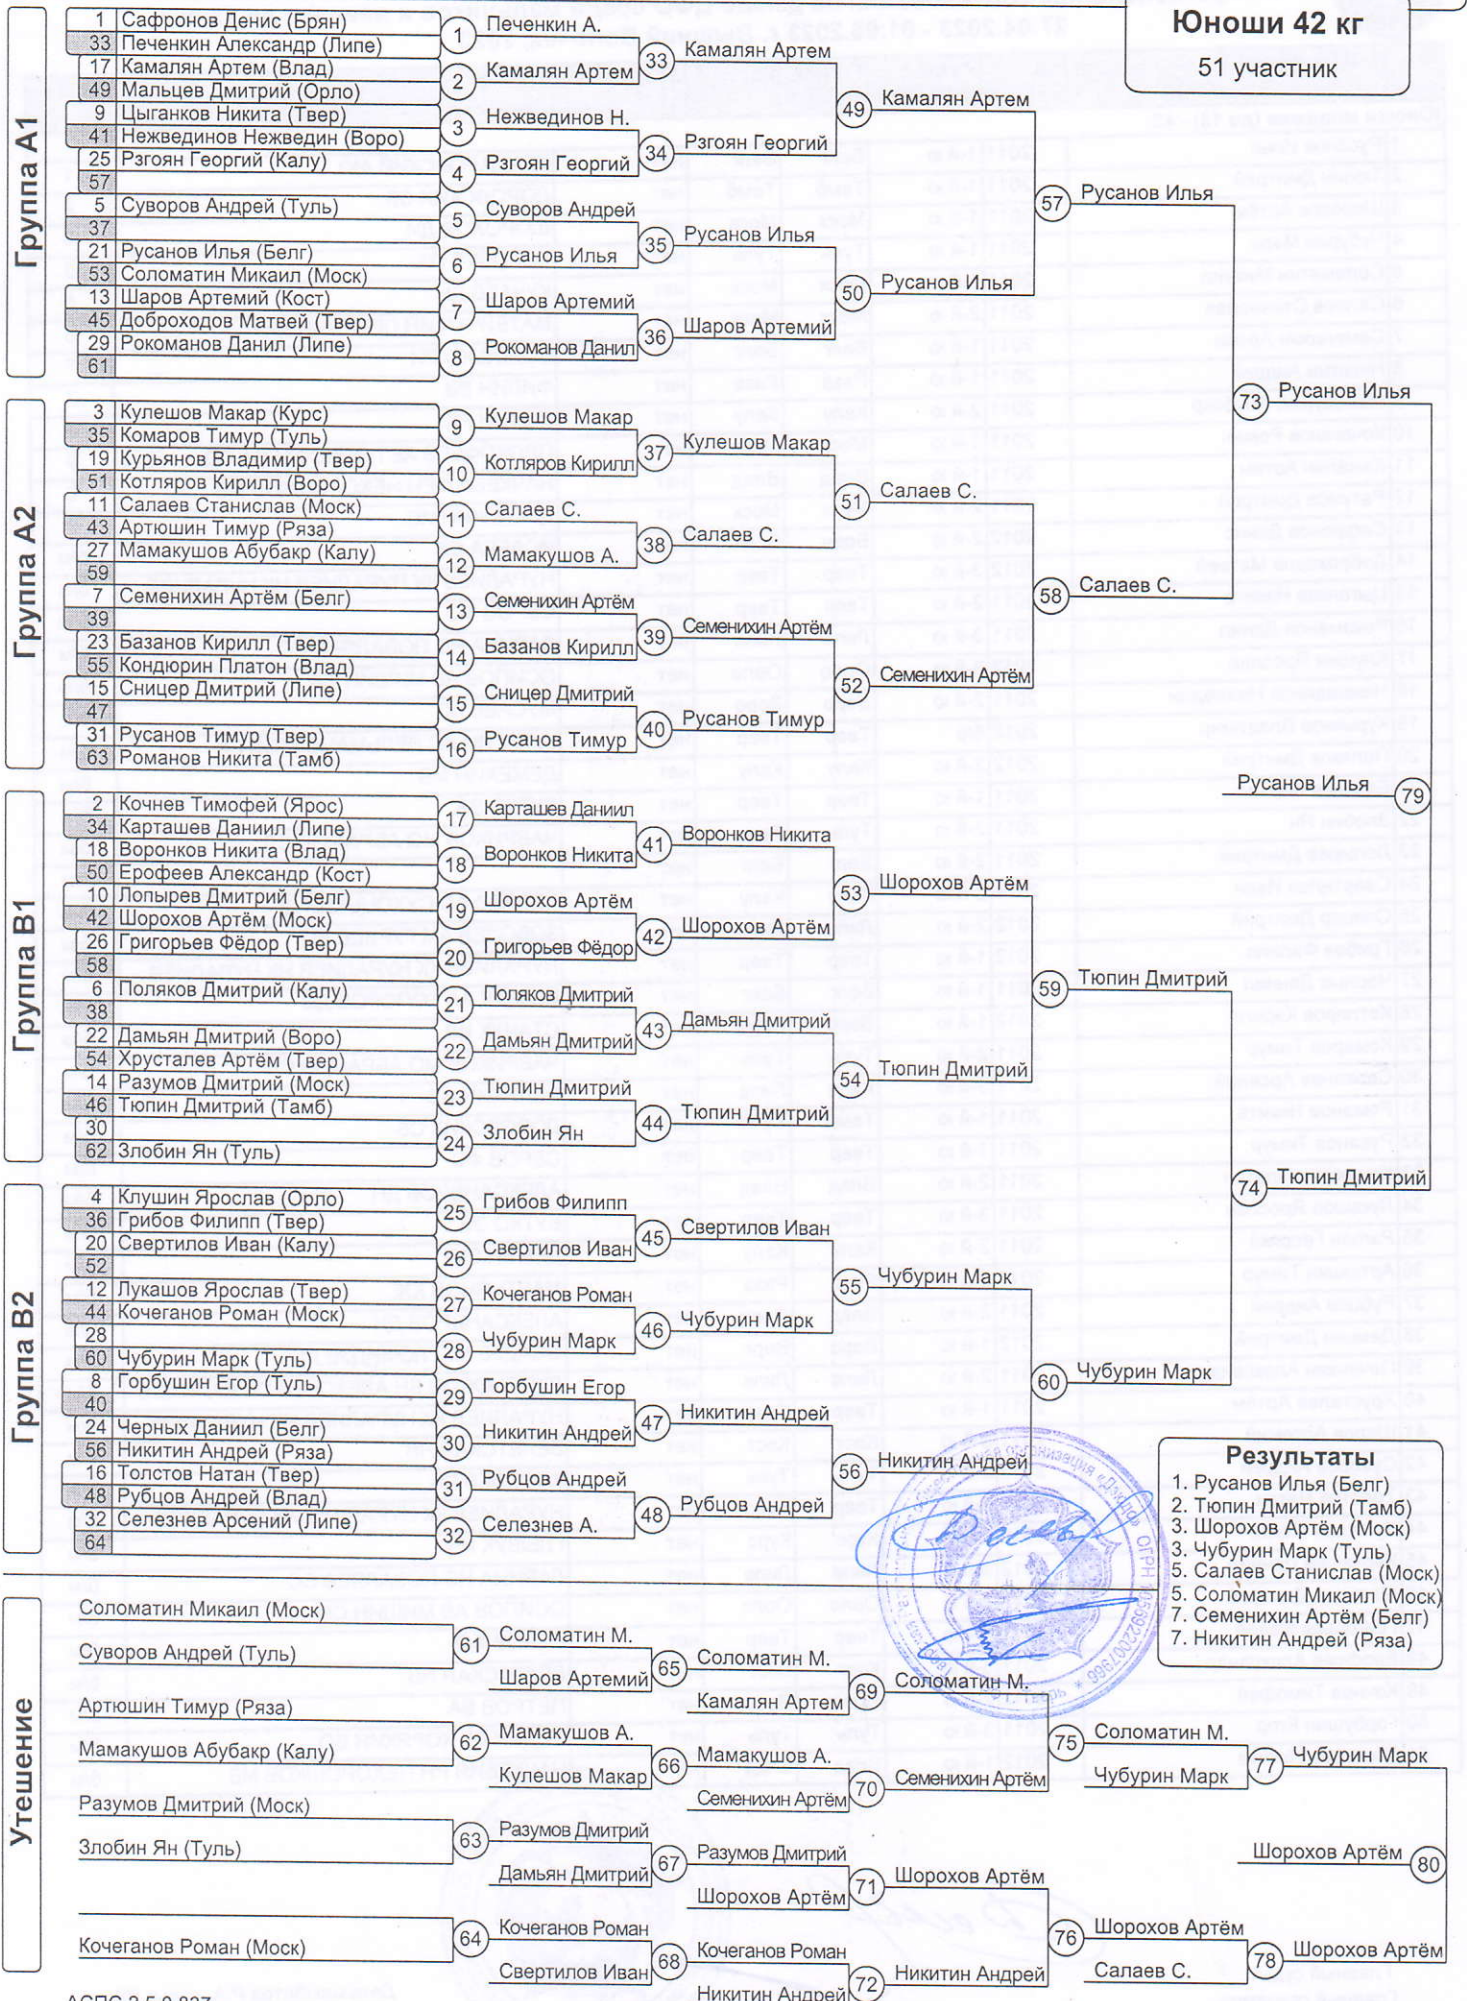 Юноши 42 кг
51 участник
Группа A1
1 Сафронов Денис (Брян)
33 Печенкин Александр (Липе)
17 Камалян Артем (Влад)
49 Мальцев Дмитрий (Орло)
9 Цыганков Никита (Твер)
41 Нежвединов Нежведин (Воро)
25 Рзгоян Георгий (Калу)
57
5 Суворов Андрей (Туль)
37
21 Русанов Илья (Белг)
53 Соломатин Микаил (Моск)
13 Шаров Артемий (Кост)
45 Доброходов Матвей (Твер)
29 Рокоманов Данил (Липе)
61
1 Печенкин А.
2 Камалян Артем
3 Нежвединов Н.
4 Рзгоян Георгий
5 Суворов Андрей
6 Русанов Илья
7 Шаров Артемий
8 Рокоманов Данил
33 Камалян Артем
34 Рзгоян Георгий
35 Русанов Илья
36 Шаров Артемий
49 Камалян Артем
50 Русанов Илья
57 Русанов Илья
Группа A2
3 Кулешов Макар (Курс)
35 Комаров Тимур (Туль)
19 Курьянов Владимир (Твер)
51 Котляров Кирилл (Воро)
11 Салаев Станислав (Моск)
43 Артюшин Тимур (Ряза)
27 Мамакушов Абубакр (Калу)
59
7 Семенихин Артём (Белг)
39
23 Базанов Кирилл (Твер)
55 Кондюрин Платон (Влад)
15 Сницер Дмитрий (Липе)
47
31 Русанов Тимур (Твер)
63 Романов Никита (Тамб)
9 Кулешов Макар
10 Котляров Кирилл
11 Салаев С.
12 Мамакушов А.
13 Семенихин Артём
14 Базанов Кирилл
15 Сницер Дмитрий
16 Русанов Тимур
37 Кулешов Макар
38 Салаев С.
39 Семенихин Артём
40 Русанов Тимур
51 Салаев С.
52 Семенихин Артём
58 Салаев С.
73 Русанов Илья
Русанов Илья 79
Группа B1
2 Кочнев Тимофей (Ярос)
34 Карташев Даниил (Липе)
18 Воронков Никита (Влад)
50 Ерофеев Александр (Кост)
10 Лопырев Дмитрий (Белг)
42 Шорохов Артём (Моск)
26 Григорьев Фёдор (Твер)
58
6 Поляков Дмитрий (Калу)
38
22 Дамьян Дмитрий (Воро)
54 Хрусталев Артём (Твер)
14 Разумов Дмитрий (Моск)
46 Тюпин Дмитрий (Тамб)
30
62 Злобин Ян (Туль)
17 Карташев Даниил
18 Воронков Никита
19 Шорохов Артём
20 Григорьев Фёдор
21 Поляков Дмитрий
22 Дамьян Дмитрий
23 Тюпин Дмитрий
24 Злобин Ян
41 Воронков Никита
42 Шорохов Артём
43 Дамьян Дмитрий
44 Тюпин Дмитрий
53 Шорохов Артём
54 Тюпин Дмитрий
59 Тюпин Дмитрий
74 Тюпин Дмитрий
Группа B2
4 Клушин Ярослав (Орло)
36 Грибов Филипп (Твер)
20 Свертилов Иван (Калу)
52
12 Лукашов Ярослав (Твер)
44 Кочеганов Роман (Моск)
28
60 Чубурин Марк (Туль)
8 Горбушин Егор (Туль)
40
24 Черных Даниил (Белг)
56 Никитин Андрей (Ряза)
16 Толстов Натан (Твер)
48 Рубцов Андрей (Влад)
32 Селезнев Арсений (Липе)
64
25 Грибов Филипп
26 Свертилов Иван
27 Кочеганов Роман
28 Чубурин Марк
29 Горбушин Егор
30 Никитин Андрей
31 Рубцов Андрей
32 Селезнев А.
45 Свертилов Иван
46 Чубурин Марк
47 Никитин Андрей
48 Рубцов Андрей
55 Чубурин Марк
56 Никитин Андрей
60 Чубурин Марк
Результаты
1. Русанов Илья (Белг)
2. Тюпин Дмитрий (Тамб)
3. Шорохов Артём (Моск)
3. Чубурин Марк (Туль)
5. Салаев Станислав (Моск)
5. Соломатин Микаил (Моск)
7. Семенихин Артём (Белг)
7. Никитин Андрей (Ряза)
Утешение
Соломатин Микаил (Моск)
Суворов Андрей (Туль)
Артюшин Тимур (Ряза)
Мамакушов Абубакр (Калу)
Разумов Дмитрий (Моск)
Злобин Ян (Туль)
Кочеганов Роман (Моск)
61 Соломатин М.
Шаров Артемий
62 Мамакушов А.
Кулешов Макар
63 Разумов Дмитрий
Дамьян Дмитрий
64 Кочеганов Роман
Свертилов Иван
65 Соломатин М.
Камалян Артем
66 Мамакушов А.
Семенихин Артём
67 Разумов Дмитрий
Шорохов Артём
68 Кочеганов Роман
Никитин Андрей
69 Соломатин М.
70 Семенихин Артём
71 Шорохов Артём
72 Никитин Андрей
75 Соломатин М.
Чубурин Марк
76 Шорохов Артём
Салаев С.
77 Чубурин Марк
78 Шорохов Артём
Шорохов Артём 80